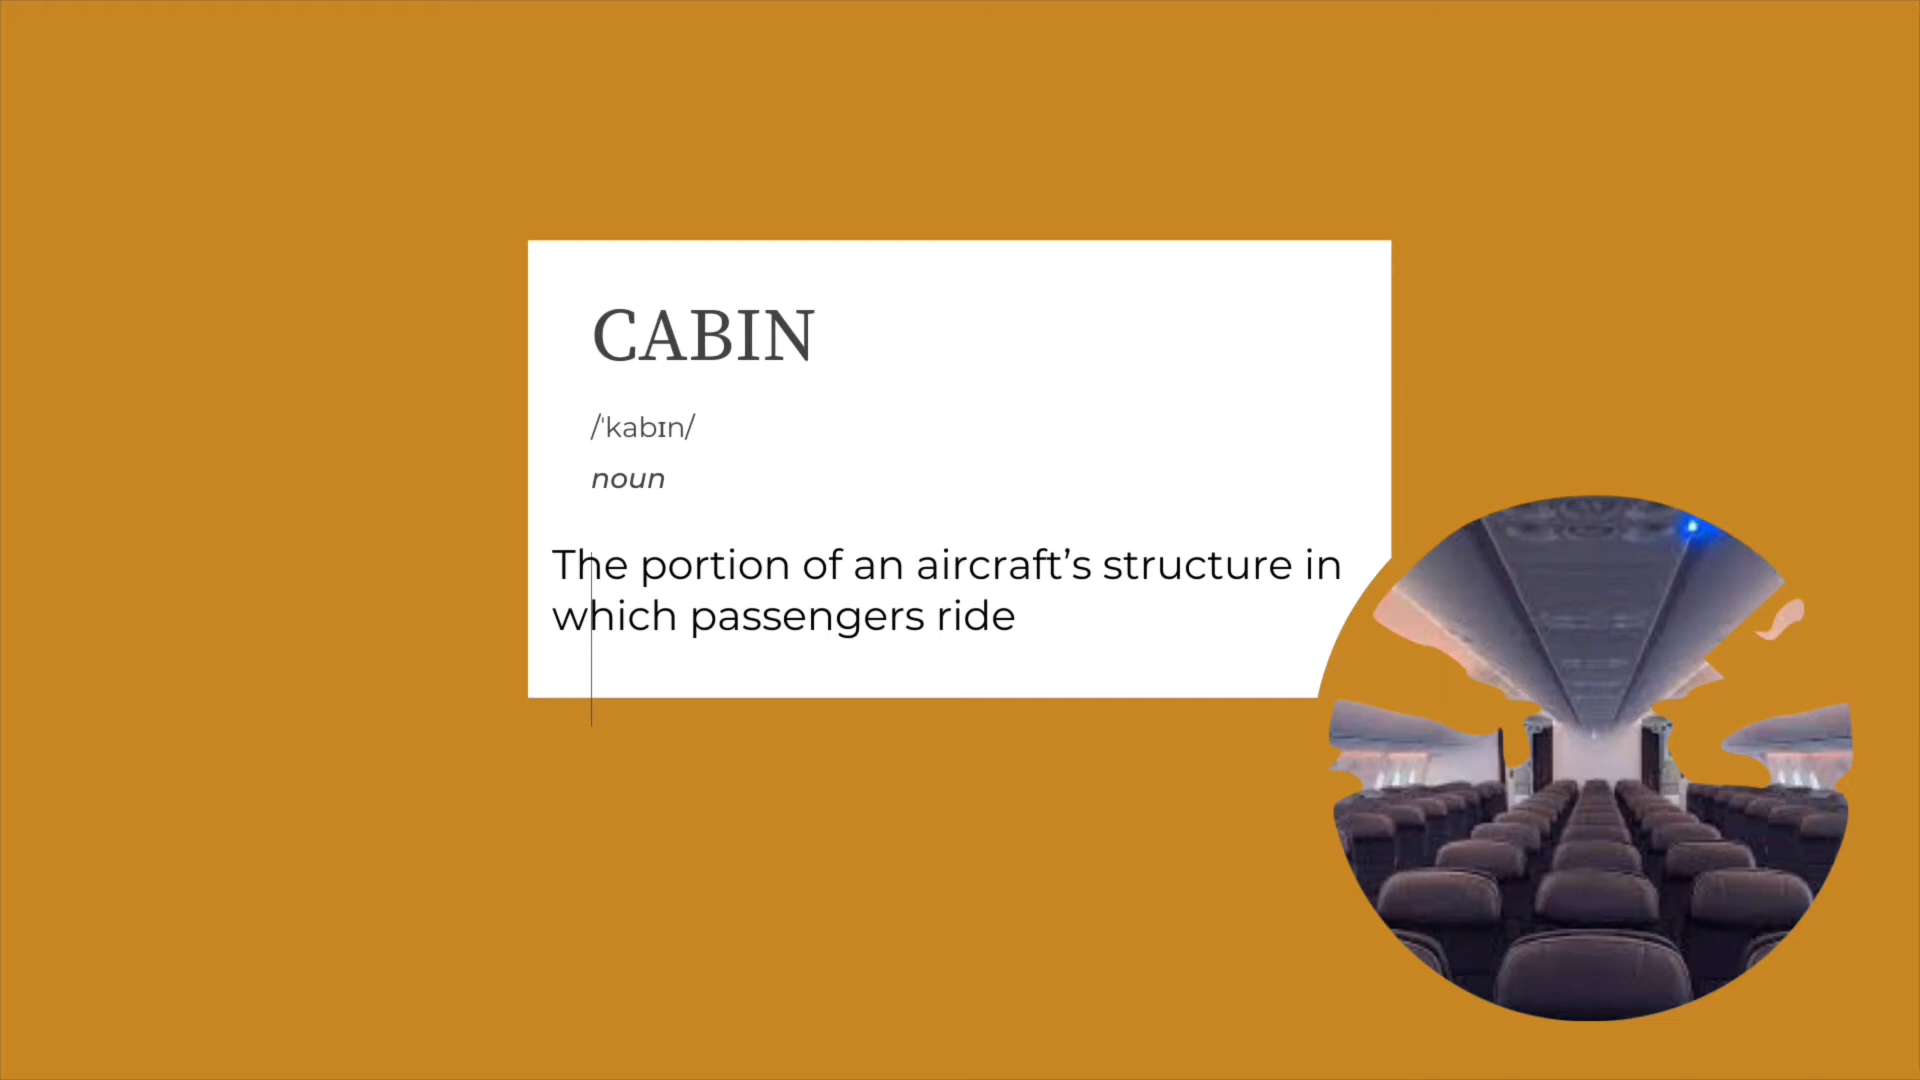 CABIN
/ˈkabɪn/
noun
The portion of an aircraft’s structure in
which passengers ride